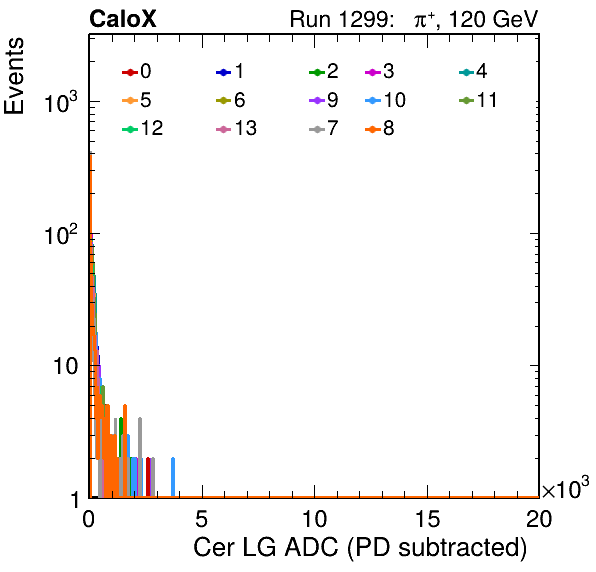 CaloX Run 1299: π⁺, 120 GeV
Events
0 1 2 3 4
5 6 9 10 11
12 13 7 8
10³
10²
10
1
0 5 10 15 20
×10³
Cer LG ADC (PD subtracted)